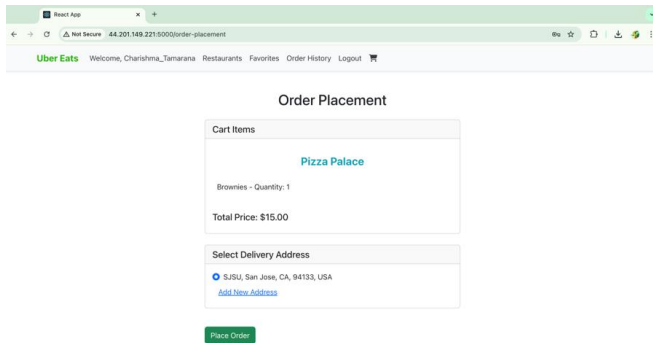 React App
Not Secure 44.201.149.221:5000/order-placement
Uber Eats Welcome, Charishma_Tamarana Restaurants Favorites Order History Logout
Order Placement
Cart Items
Pizza Palace
Brownies - Quantity: 1
Total Price: $15.00
Select Delivery Address
SJSU, San Jose, CA, 94133, USA
Add New Address
Place Order